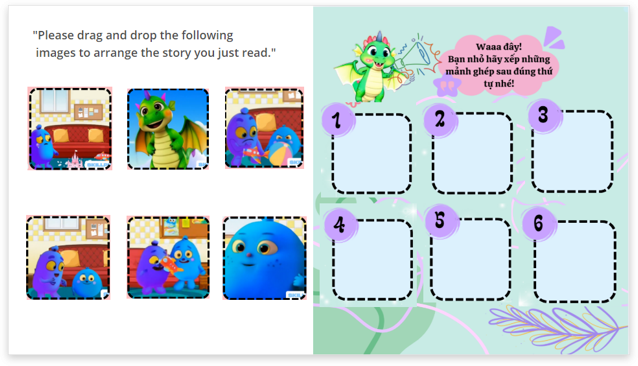 "Please drag and drop the following
images to arrange the story you just read."
Waaa đây!
Bạn nhỏ hãy xếp những
mảnh ghép sau đúng thứ
tự nhé!
1
2
3
4
5
6